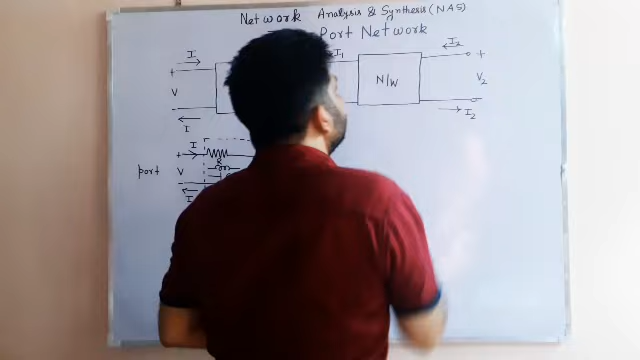 Network Analysis & Synthesis (NAS)
Port Network
I I1 I2
+ +
V N/W V2
I I2
I
port + R
V
I